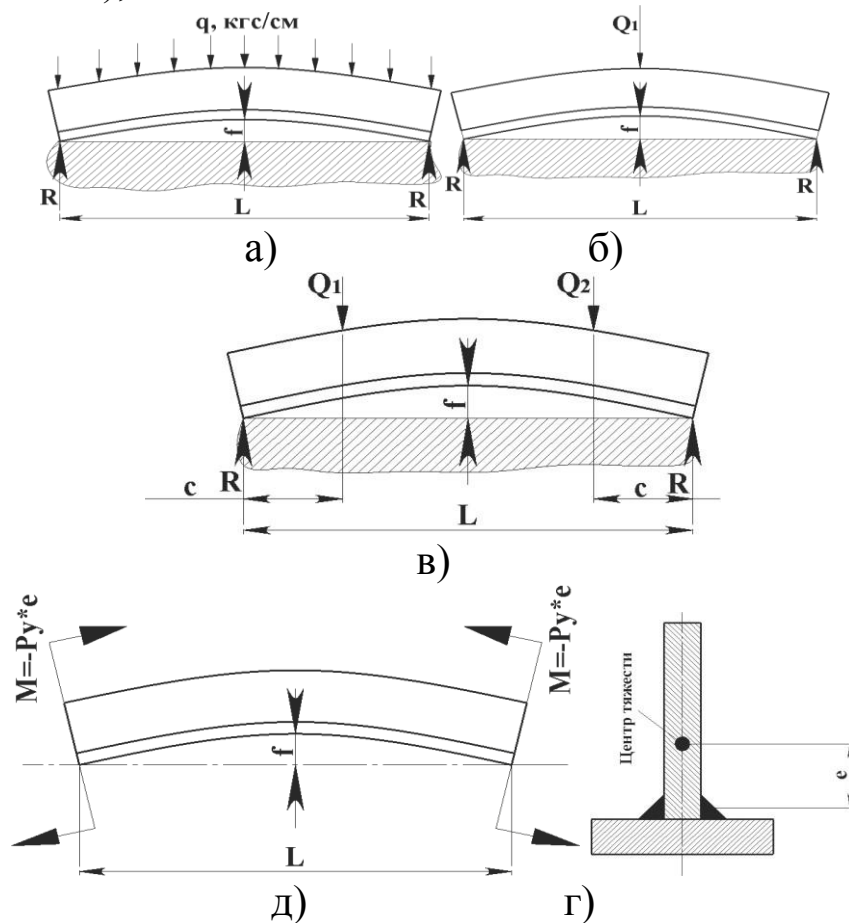 q, кгс/см
Q1
f
f
R
R
R
R
L
L
а)
б)
Q1
Q2
f
c
R
R
c
L
в)
M=-Py*e
M=-Py*e
Центр тяжести
f
e
L
д)
г)